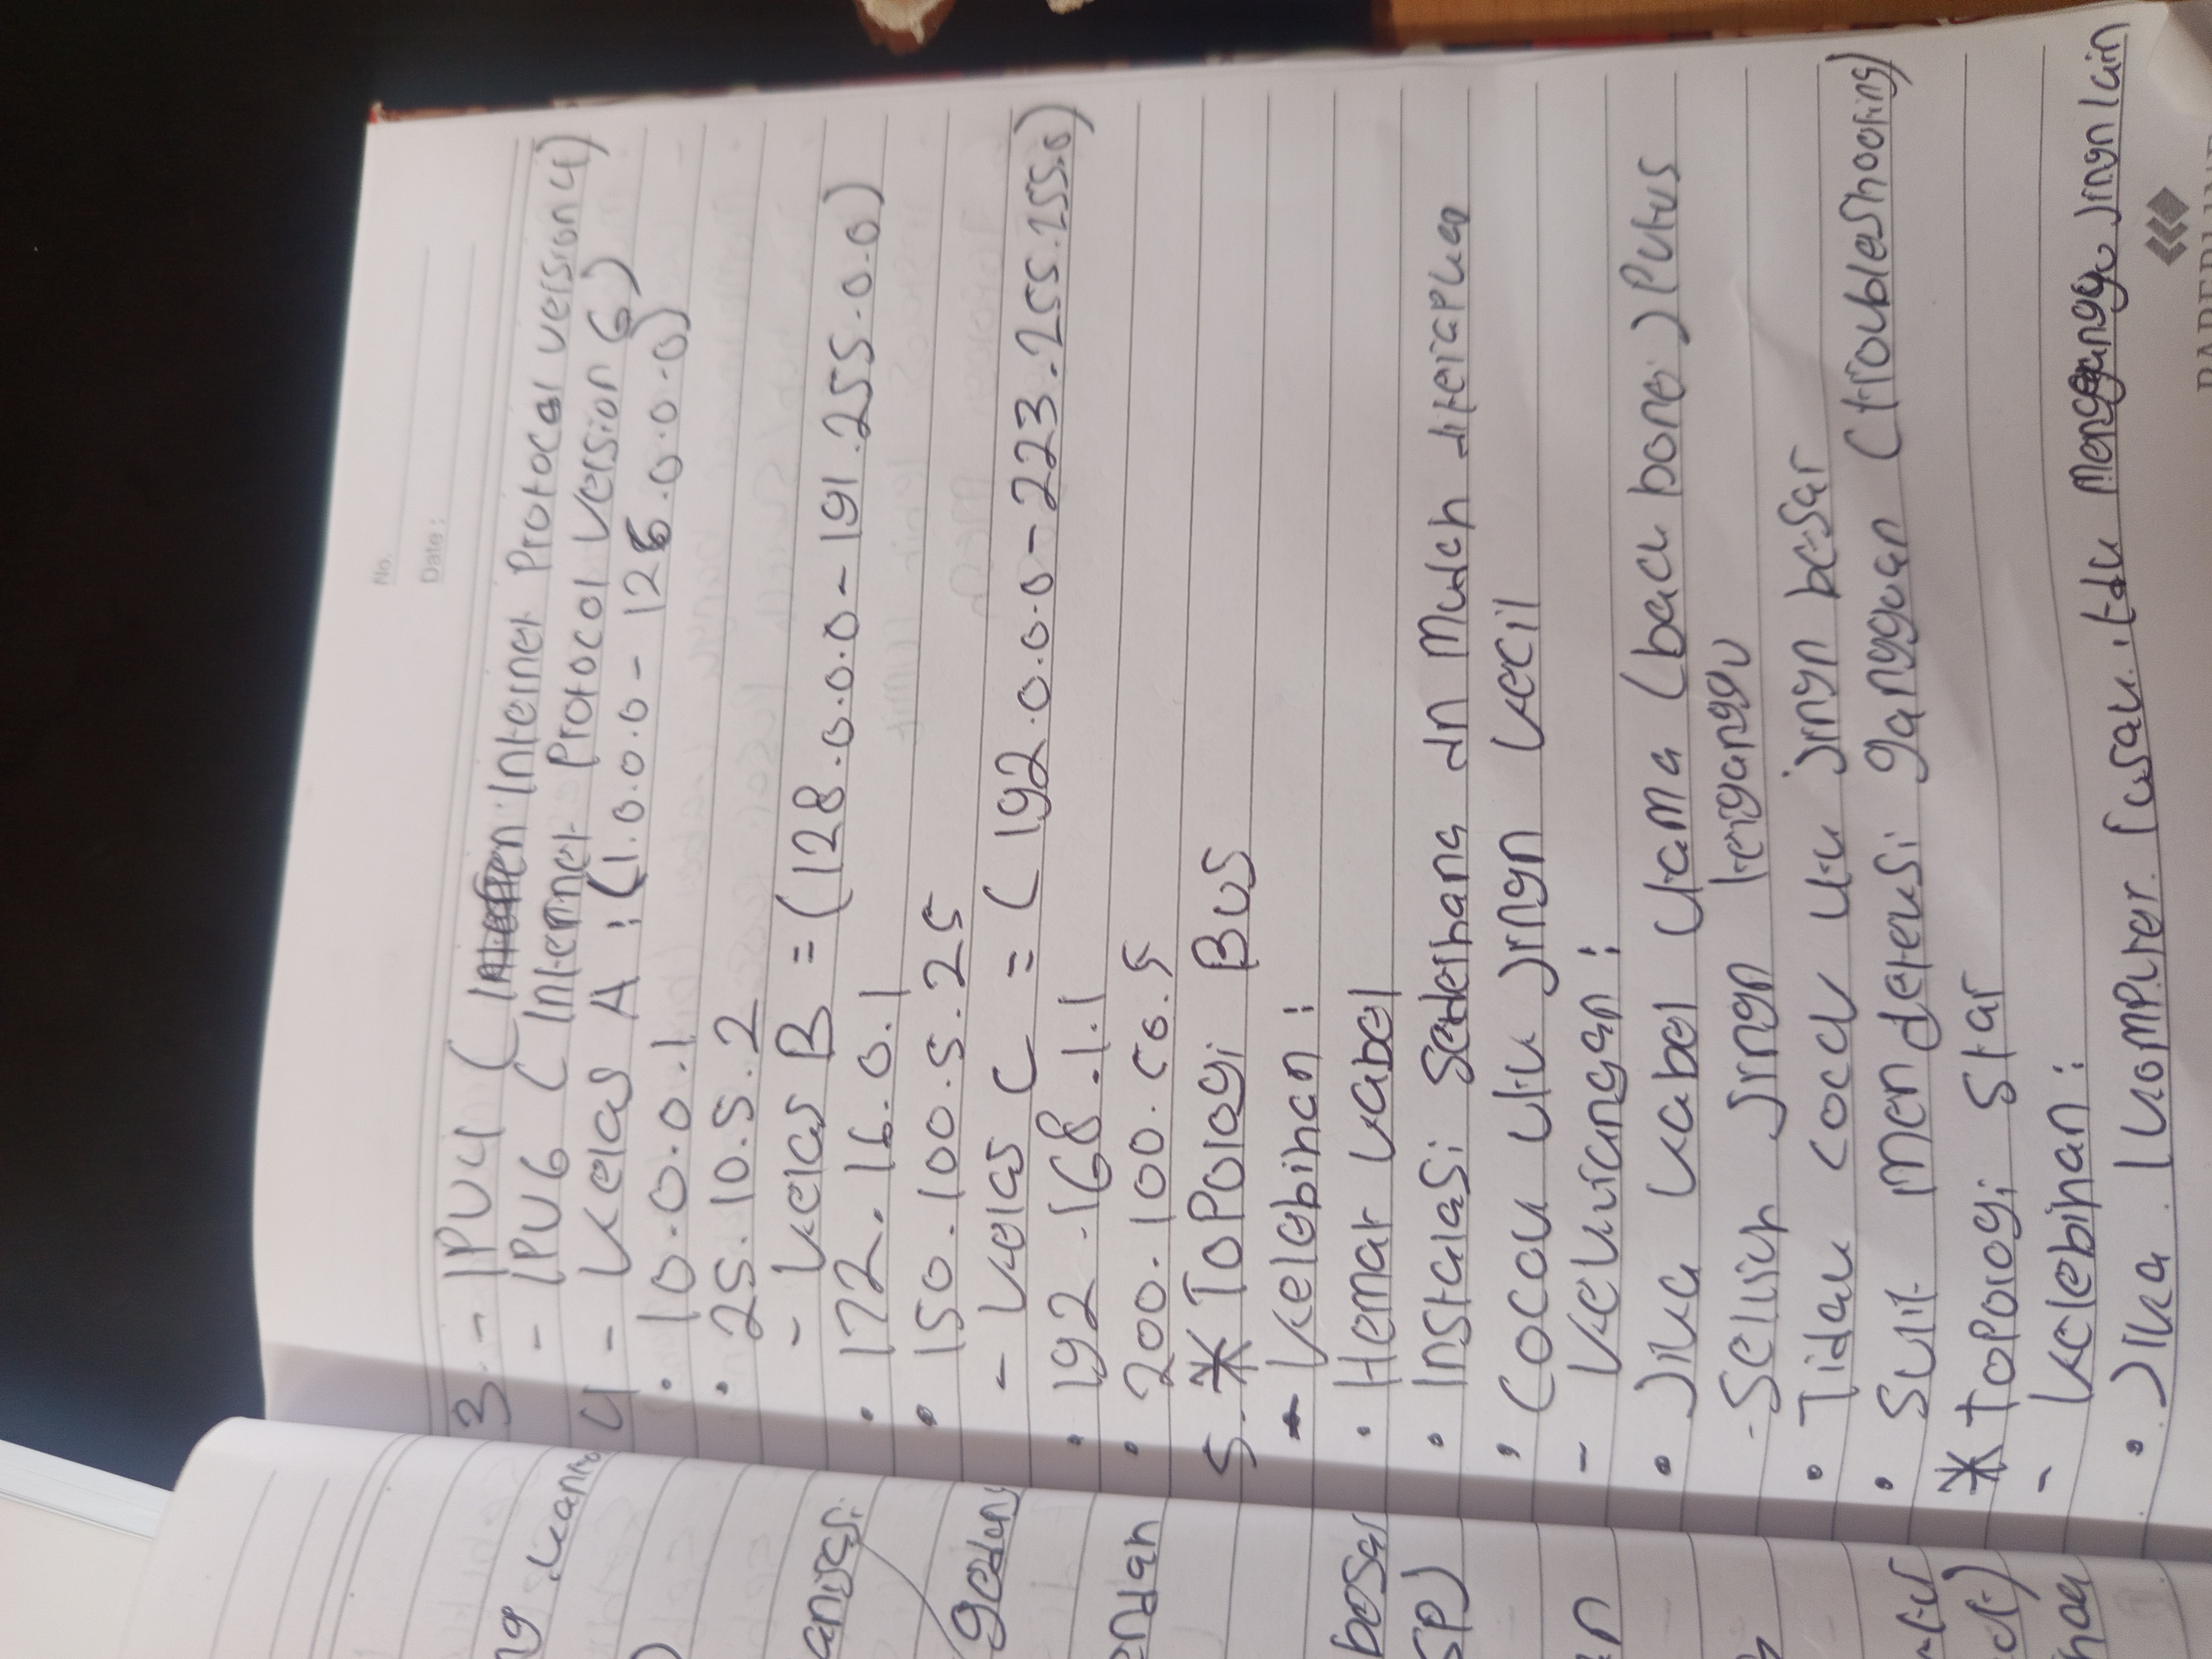 No.
Date :
3. - IPV4 ( Internet Protocol version 4)
- IPV6 ( Internet Protocol Version 6)
4 - Kelas A : (1.0.0.0 - 126.0.0.0)
• 10.0.0.1
• 25.10.5.2
- Kelas B = (128.0.0.0 - 191.255.0.0)
• 172.16.0.1
• 150.100.5.25
- Kelas C = ( 192.0.0.0 - 223.255.255.0)
• 192.168.1.1
• 200.100.50.5
5. * Topologi Bus
- Kelebihan :
• Hemat kabel
• Instalasi Sederhana dn Mudah diterapkan
• Cocok utk jrngn kecil
- Kekurangan :
• Jika kabel utama (back bone) Putus
- Seluruh jrngn terganggu
• Tidak cocok utk jrngn besar
• Sulit mendeteksi gangguan (troubleshooting)
* Topologi Star
- Kelebihan :
• Jika 1 komputer rusak, tdk mengganggu jrngn lain
ng
anisasi
gedung
endan
besar
SP)